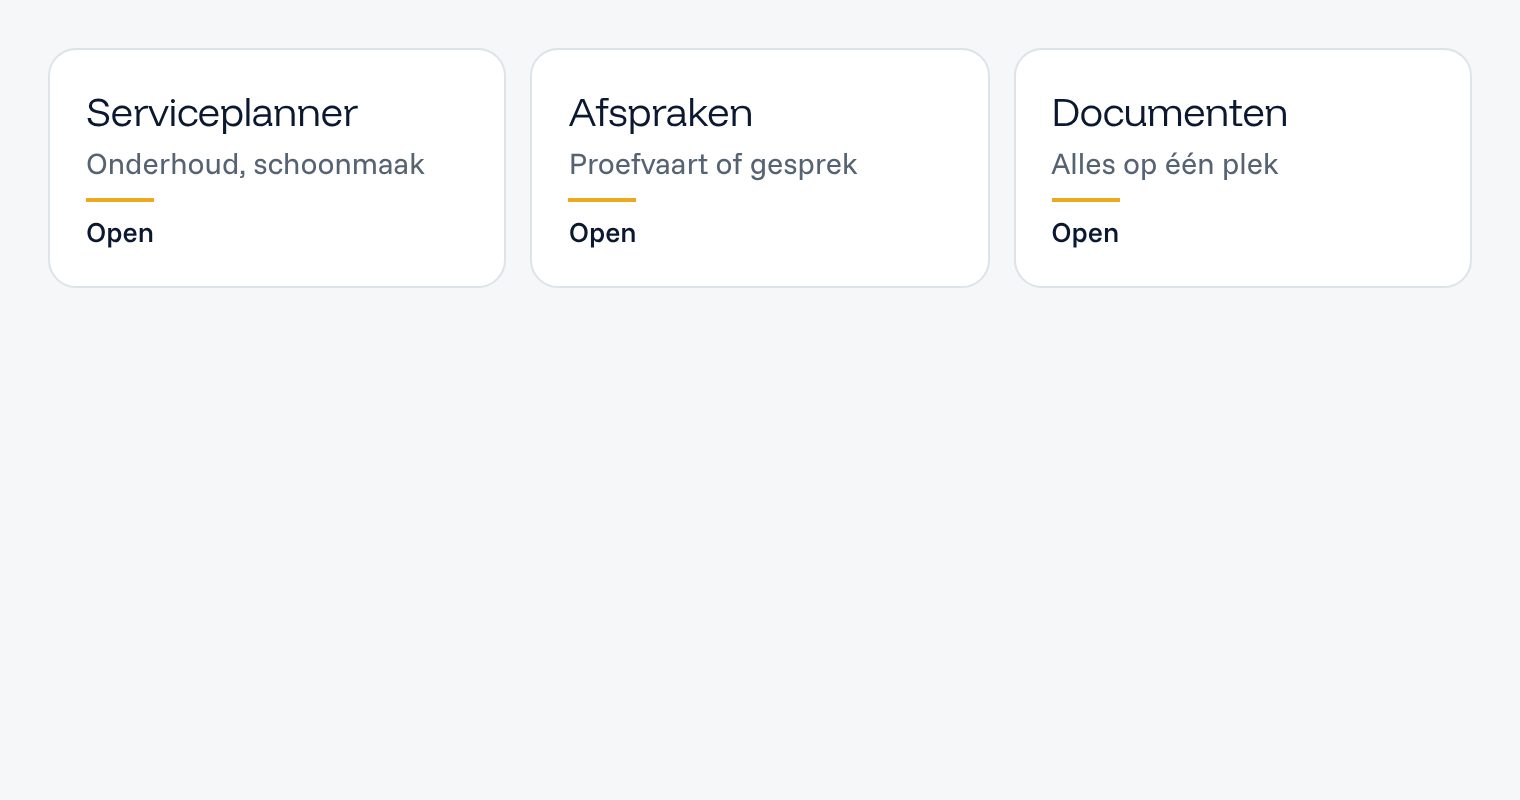 Serviceplanner
Onderhoud, schoonmaak
Open
Afspraken
Proefvaart of gesprek
Open
Documenten
Alles op één plek
Open